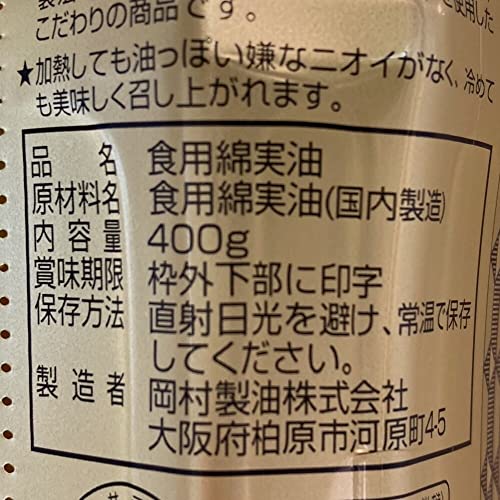 こだわりの商品です。
★加熱しても油っぽい嫌なニオイがなく、冷めて
も美味しく召し上がれます。
品名 食用綿実油
原材料名 食用綿実油(国内製造)
内容量 400g
賞味期限 枠外下部に印字
保存方法 直射日光を避け、常温で保存
してください。
製造者 岡村製油株式会社
大阪府柏原市河原町4-5